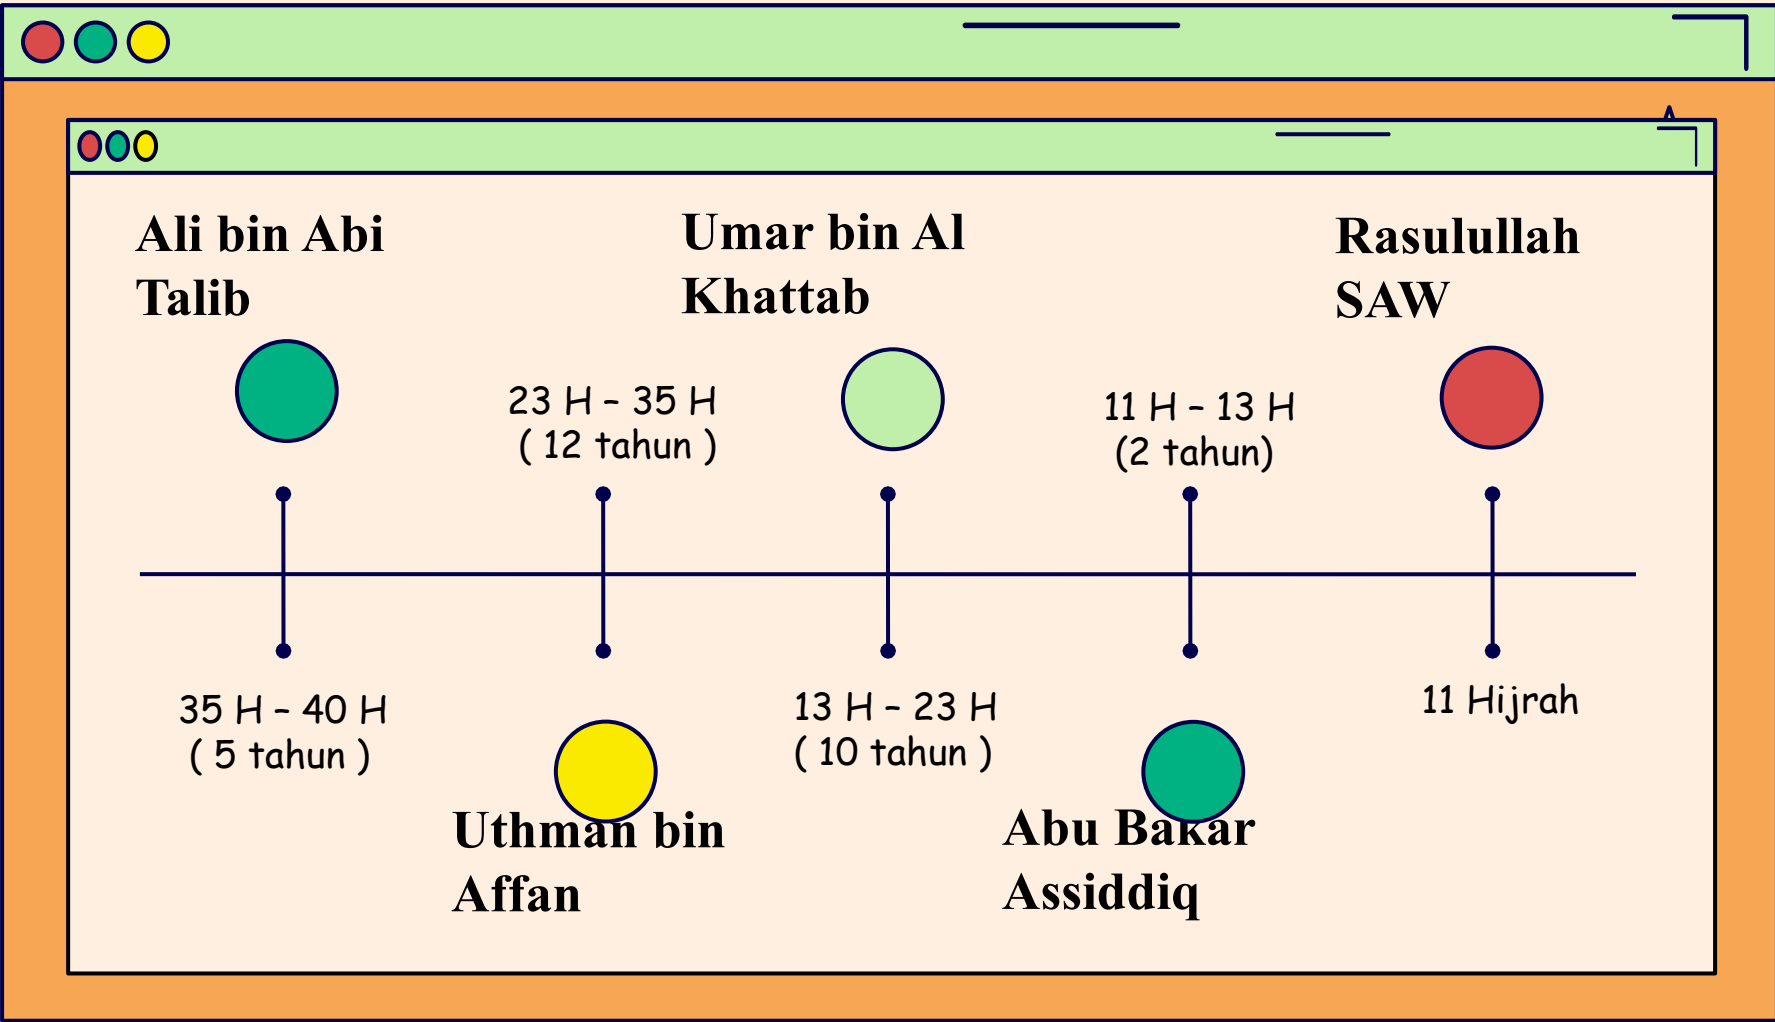 Ali bin Abi
Talib
35 H – 40 H
( 5 tahun )
23 H – 35 H
( 12 tahun )
Uthman bin
Affan
Umar bin Al
Khattab
13 H – 23 H
( 10 tahun )
11 H – 13 H
(2 tahun)
Abu Bakar
Assiddiq
Rasulullah
SAW
11 Hijrah